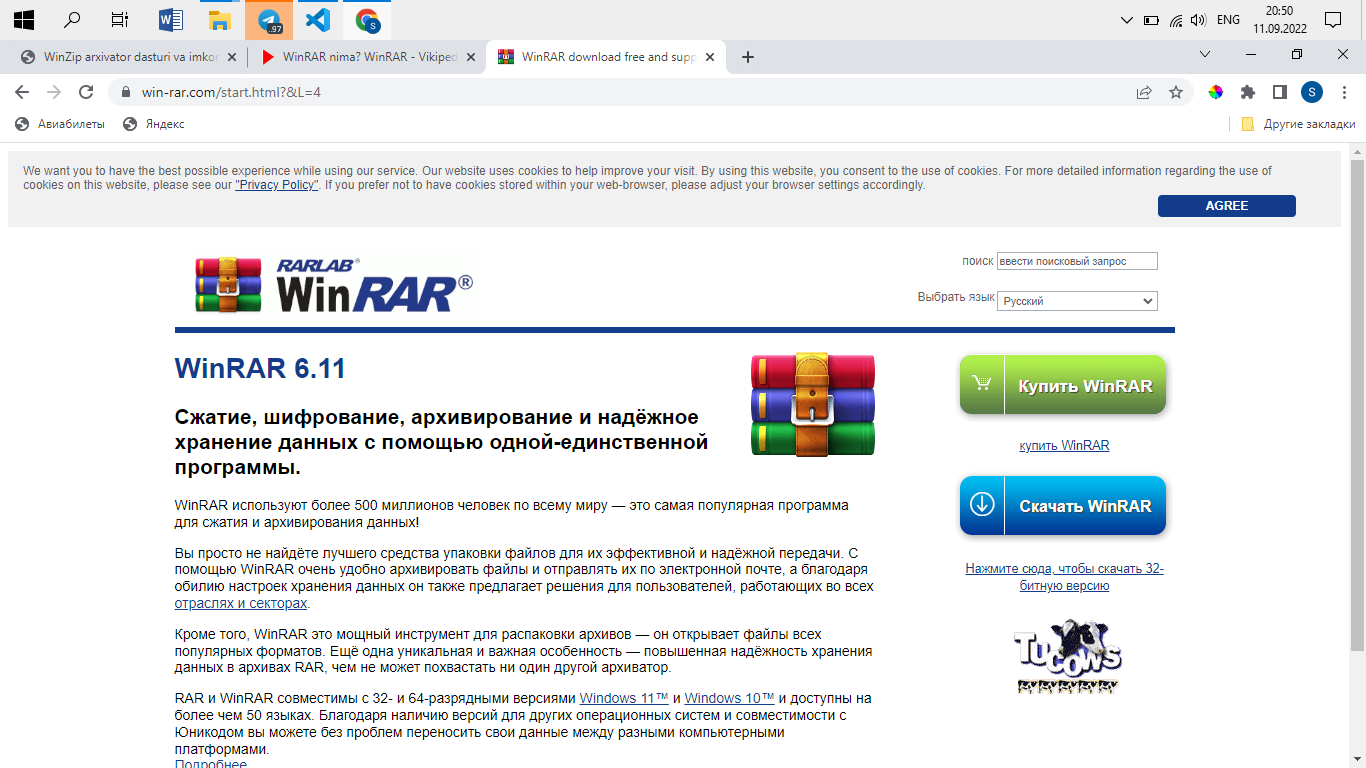 W
.97
S
ENG
20:50
11.09.2022
WinZip arxivator dasturi va imkon
WinRAR nima? WinRAR - Vikiped
WinRAR download free and supp
win-rar.com/start.html?&L=4
S
Авиабилеты
Яндекс
Другие закладки
We want you to have the best possible experience while using our service. Our website uses cookies to help improve your visit. By using this website, you consent to the use of cookies. For more detailed information regarding the use of
cookies on this website, please see our "Privacy Policy". If you prefer not to have cookies stored within your web-browser, please adjust your browser settings accordingly.
AGREE
RARLAB®
WinRAR®
поиск
ввести поисковый запрос
Выбрать язык
Русский
WinRAR 6.11
Сжатие, шифрование, архивирование и надёжное
хранение данных с помощью одной-единственной
программы.
WinRAR используют более 500 миллионов человек по всему миру — это самая популярная программа
для сжатия и архивирования данных!
Вы просто не найдёте лучшего средства упаковки файлов для их эффективной и надёжной передачи. С
помощью WinRAR очень удобно архивировать файлы и отправлять их по электронной почте, а благодаря
обилию настроек хранения данных он также предлагает решения для пользователей, работающих во всех
отраслях и секторах.
Кроме того, WinRAR это мощный инструмент для распаковки архивов — он открывает файлы всех
популярных форматов. Ещё одна уникальная и важная особенность — повышенная надёжность хранения
данных в архивах RAR, чем не может похвастать ни один другой архиватор.
RAR и WinRAR совместимы с 32- и 64-разрядными версиями Windows 11™ и Windows 10™ и доступны на
более чем 50 языках. Благодаря наличию версий для других операционных систем и совместимости с
Юникодом вы можете без проблем переносить свои данные между разными компьютерными
платформами.
Подробнее
Купить WinRAR
купить WinRAR
Скачать WinRAR
Нажмите сюда, чтобы скачать 32-
битную версию
TUCOWS